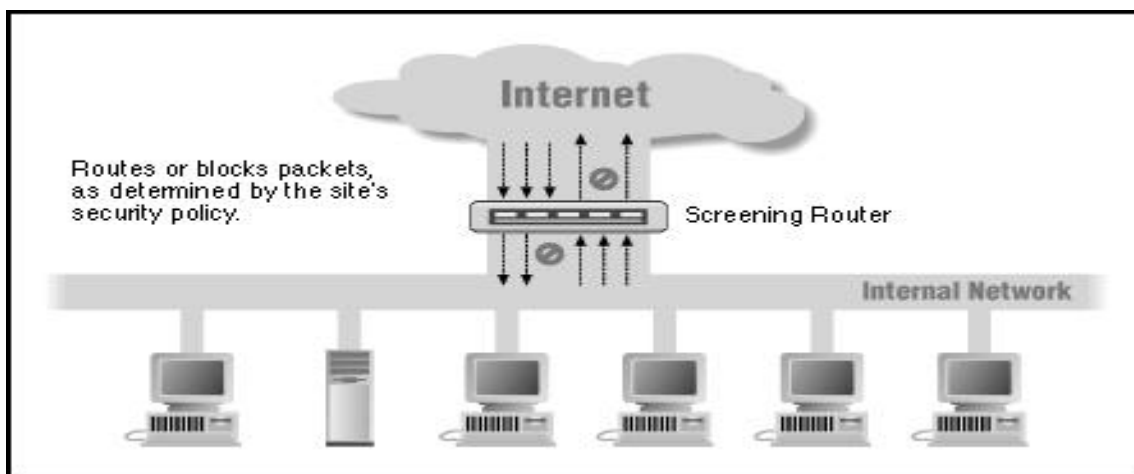 Internet
Routes or blocks packets,
as determined by the site's
security policy.
Screening Router
Internal Network